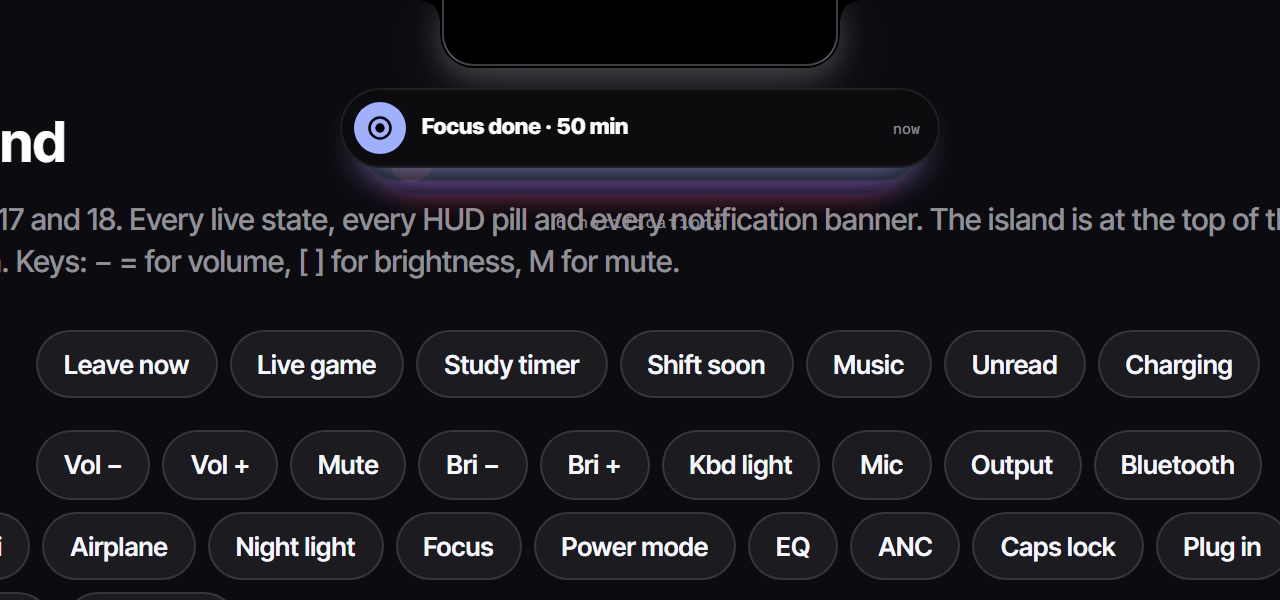 Focus done · 50 min
now
nd
17 and 18. Every live state, every HUD pill and every notification banner. The island is at the top of th
. Keys: – = for volume, [ ] for brightness, M for mute.
Leave now Live game Study timer Shift soon Music Unread Charging
Vol – Vol + Mute Bri – Bri + Kbd light Mic Output Bluetooth
i Airplane Night light Focus Power mode EQ ANC Caps lock Plug in